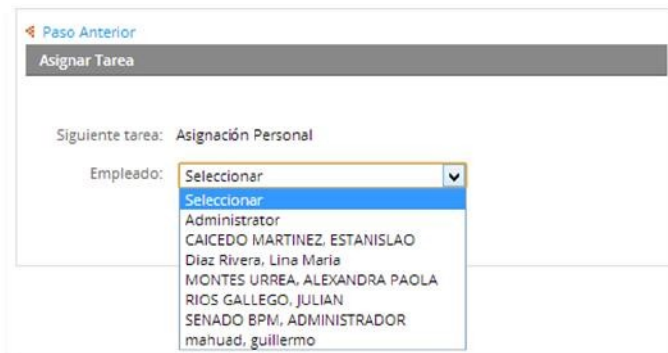 Paso Anterior
Asignar Tarea
Siguiente tarea: Asignación Personal
Empleado: Seleccionar
Seleccionar
Administrator
CAICEDO MARTINEZ, ESTANISLAO
Diaz Rivera, Lina Maria
MONTES URREA, ALEXANDRA PAOLA
RIOS GALLEGO, JULIAN
SENADO BPM, ADMINISTRADOR
mahuad, guillermo